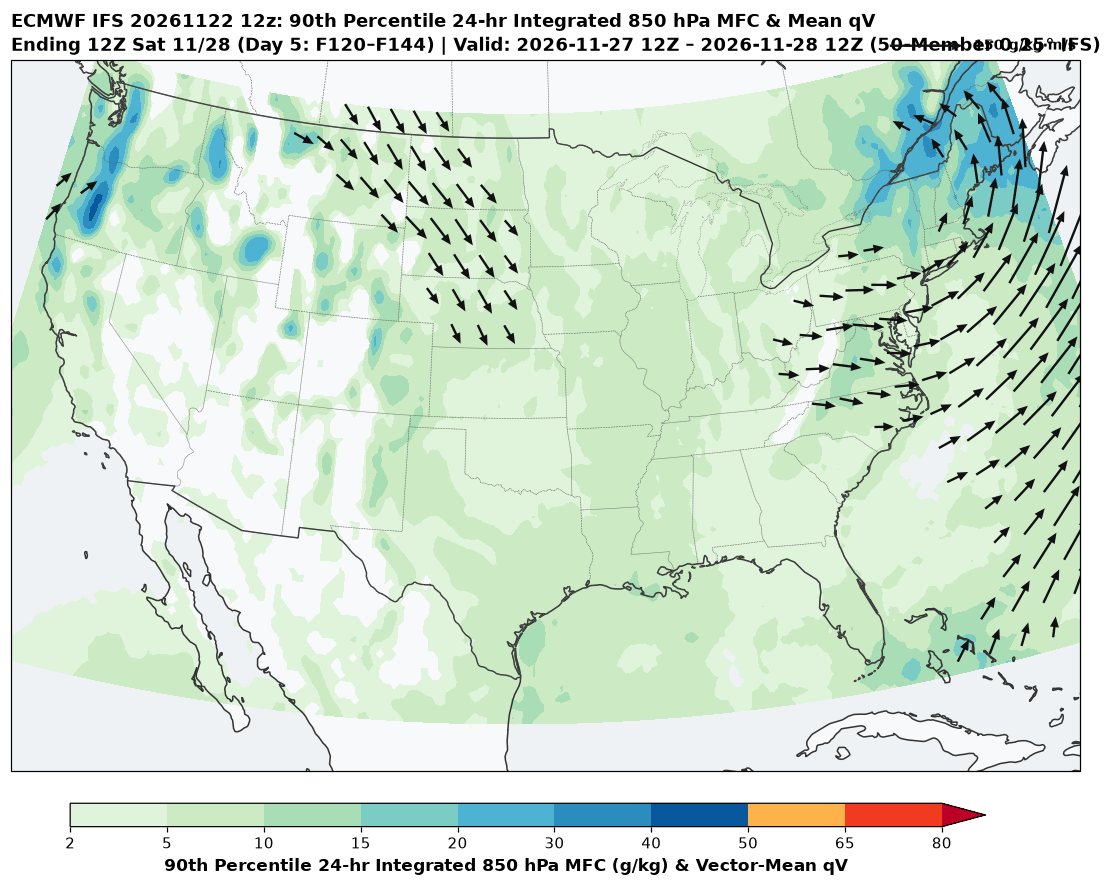 ECMWF IFS 20261122 12z: 90th Percentile 24-hr Integrated 850 hPa MFC & Mean qV
Ending 12Z Sat 11/28 (Day 5: F120–F144) | Valid: 2026-11-27 12Z – 2026-11-28 12Z (50-Member 0.25° IFS)
2 5 10 15 20 30 40 50 65 80
90th Percentile 24-hr Integrated 850 hPa MFC (g/kg) & Vector-Mean qV